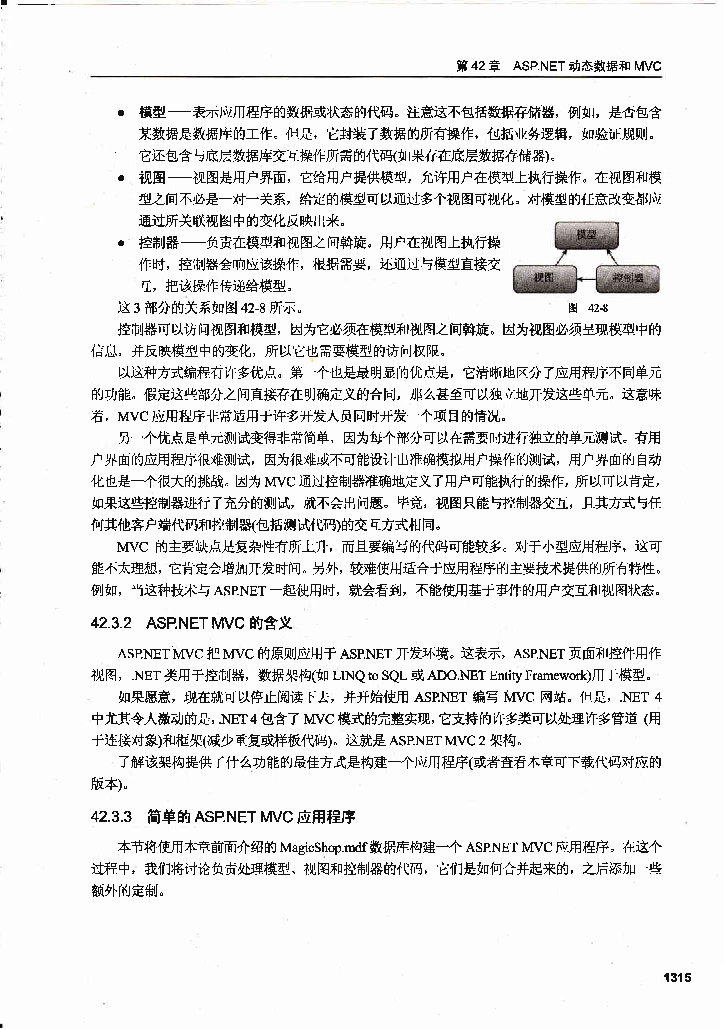 第42章 ASP.NET动态数据和MVC
● 模型——表示应用程序的数据或状态的代码。注意这不包括数据存储器，例如，是否包含
某数据是数据库的工作。但是，它封装了数据的所有操作，包括业务逻辑，如验证规则。
它还包含与底层数据库交互操作所需的代码(如果存在底层数据存储器)。
● 视图——视图是用户界面，它给用户提供模型，允许用户在模型上执行操作。在视图和模
型之间不必是一对一关系，给定的模型可以通过多个视图可视化。对模型的任意改变都应
通过所关联视图中的变化反映出来。
● 控制器——负责在模型和视图之间斡旋。用户在视图上执行操
作时，控制器会响应该操作，根据需要，还通过与模型直接交
互，把该操作传递给模型。
模型
视图
控制器
图 42-8
这3部分的关系如图42-8所示。
控制器可以访问视图和模型，因为它必须在模型和视图之间斡旋。因为视图必须呈现模型中的
信息，并反映模型中的变化，所以它也需要模型的访问权限。
以这种方式编程有许多优点。第一个也是最明显的优点是，它清晰地区分了应用程序不同单元
的功能。假定这些部分之间直接存在明确定义的合同，那么甚至可以独立地开发这些单元。这意味
着，MVC应用程序非常适用于许多开发人员同时开发一个项目的情况。
另一个优点是单元测试变得非常简单，因为每个部分可以在需要时进行独立的单元测试。有用
户界面的应用程序很难测试，因为很难或不可能设计出准确模拟用户操作的测试，用户界面的自动
化也是一个很大的挑战。因为MVC通过控制器准确地定义了用户可能执行的操作，所以可以肯定，
如果这些控制器进行了充分的测试，就不会出问题。毕竟，视图只能与控制器交互，且其方式与任
何其他客户端代码和控制器(包括测试代码)的交互方式相同。
MVC 的主要缺点是复杂性有所上升，而且要编写的代码可能较多。对于小型应用程序，这可
能不太理想，它肯定会增加开发时间。另外，较难使用适合于应用程序的主要技术提供的所有特性。
例如，当这种技术与 ASP.NET 一起使用时，就会看到，不能使用基于事件的用户交互和视图状态。
42.3.2 ASP.NET MVC 的含义
ASP.NET MVC 把 MVC 的原则应用于 ASP.NET 开发环境。这表示，ASP.NET 页面和控件用作
视图，.NET 类用于控制器，数据架构(如 LINQ to SQL 或 ADO.NET Entity Framework)用于模型。
如果愿意，现在就可以停止阅读下去，并开始使用 ASP.NET 编写 MVC 网站。但是，.NET 4
中尤其令人激动的是，.NET 4 包含了 MVC 模式的完整实现，它支持的许多类可以处理许多管道 (用
于连接对象)和框架(减少重复或样板代码)。这就是 ASP.NET MVC 2 架构。
了解该架构提供了什么功能的最佳方式是构建一个应用程序(或者查看本章可下载代码对应的
版本)。
42.3.3 简单的 ASP.NET MVC 应用程序
本节将使用本章前面介绍的 MagicShop.mdf 数据库构建一个 ASP.NET MVC 应用程序。在这个
过程中，我们将讨论负责处理模型、视图和控制器的代码，它们是如何合并起来的，之后添加一些
额外的定制。
1315